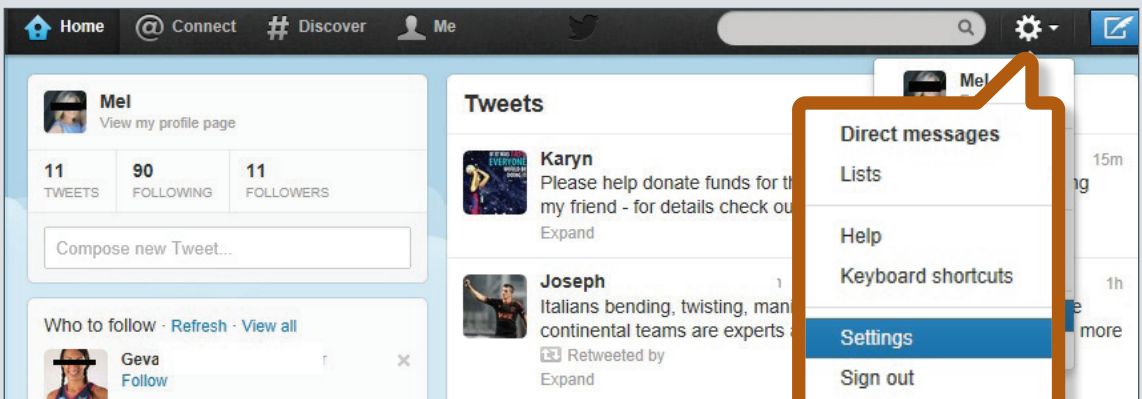 Home @ Connect # Discover Me
Mel
View my profile page
11 90 11
TWEETS FOLLOWING FOLLOWERS
Compose new Tweet...
Who to follow · Refresh · View all
Geva
Follow
Tweets
Karyn 15m
Please help donate funds for
my friend - for details check
Expand
Joseph 1h
Italians bending, twisting,
continental teams are experts more
Retweeted by
Expand
Mel
Direct messages
Lists
Help
Keyboard shortcuts
Settings
Sign out